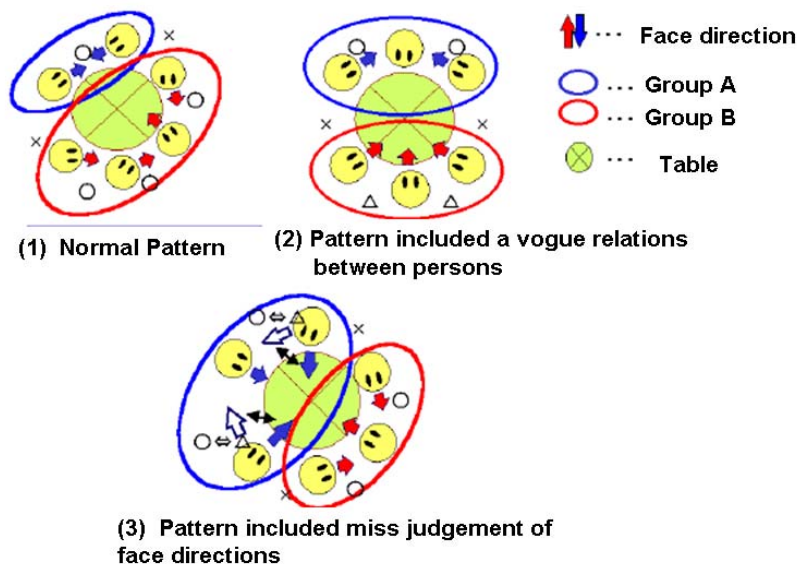 ··· Face direction
··· Group A
··· Group B
··· Table
(1) Normal Pattern
(2) Pattern included a vogue relations
between persons
(3) Pattern included miss judgement of
face directions